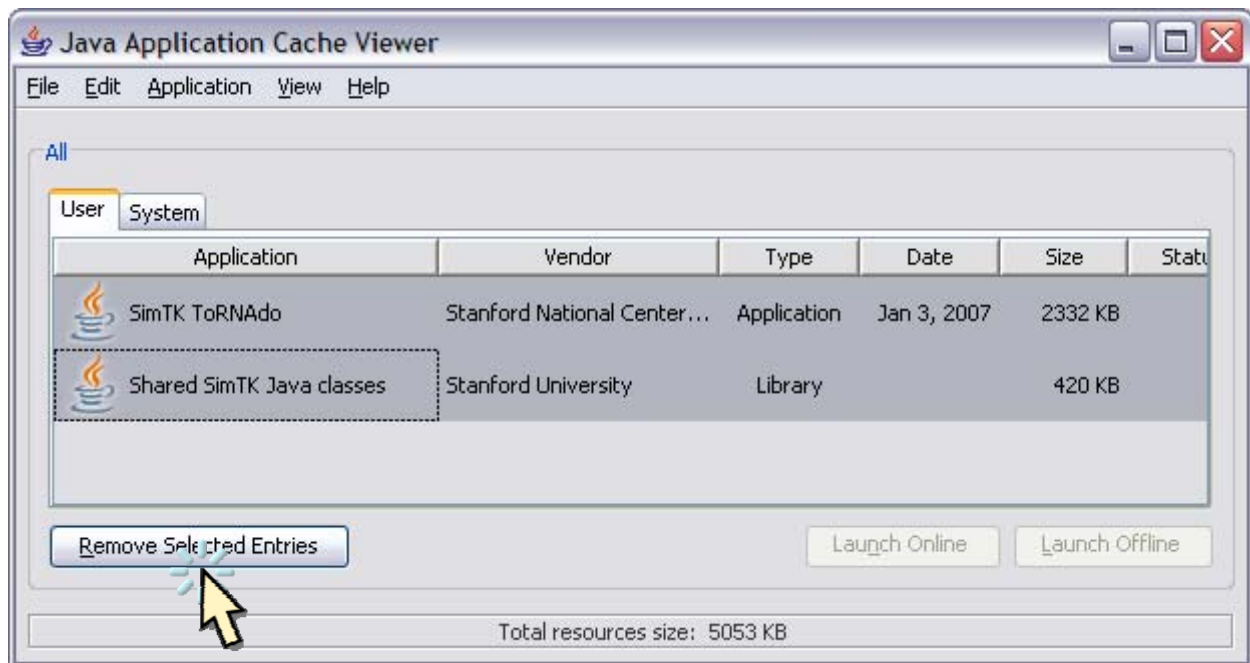 Java Application Cache Viewer
File Edit Application View Help
All
User System
Application Vendor Type Date Size Statu
SimTK ToRNAdo Stanford National Center... Application Jan 3, 2007 2332 KB
Shared SimTK Java classes Stanford University Library 420 KB
Remove Selected Entries Launch Online Launch Offline
Total resources size: 5053 KB